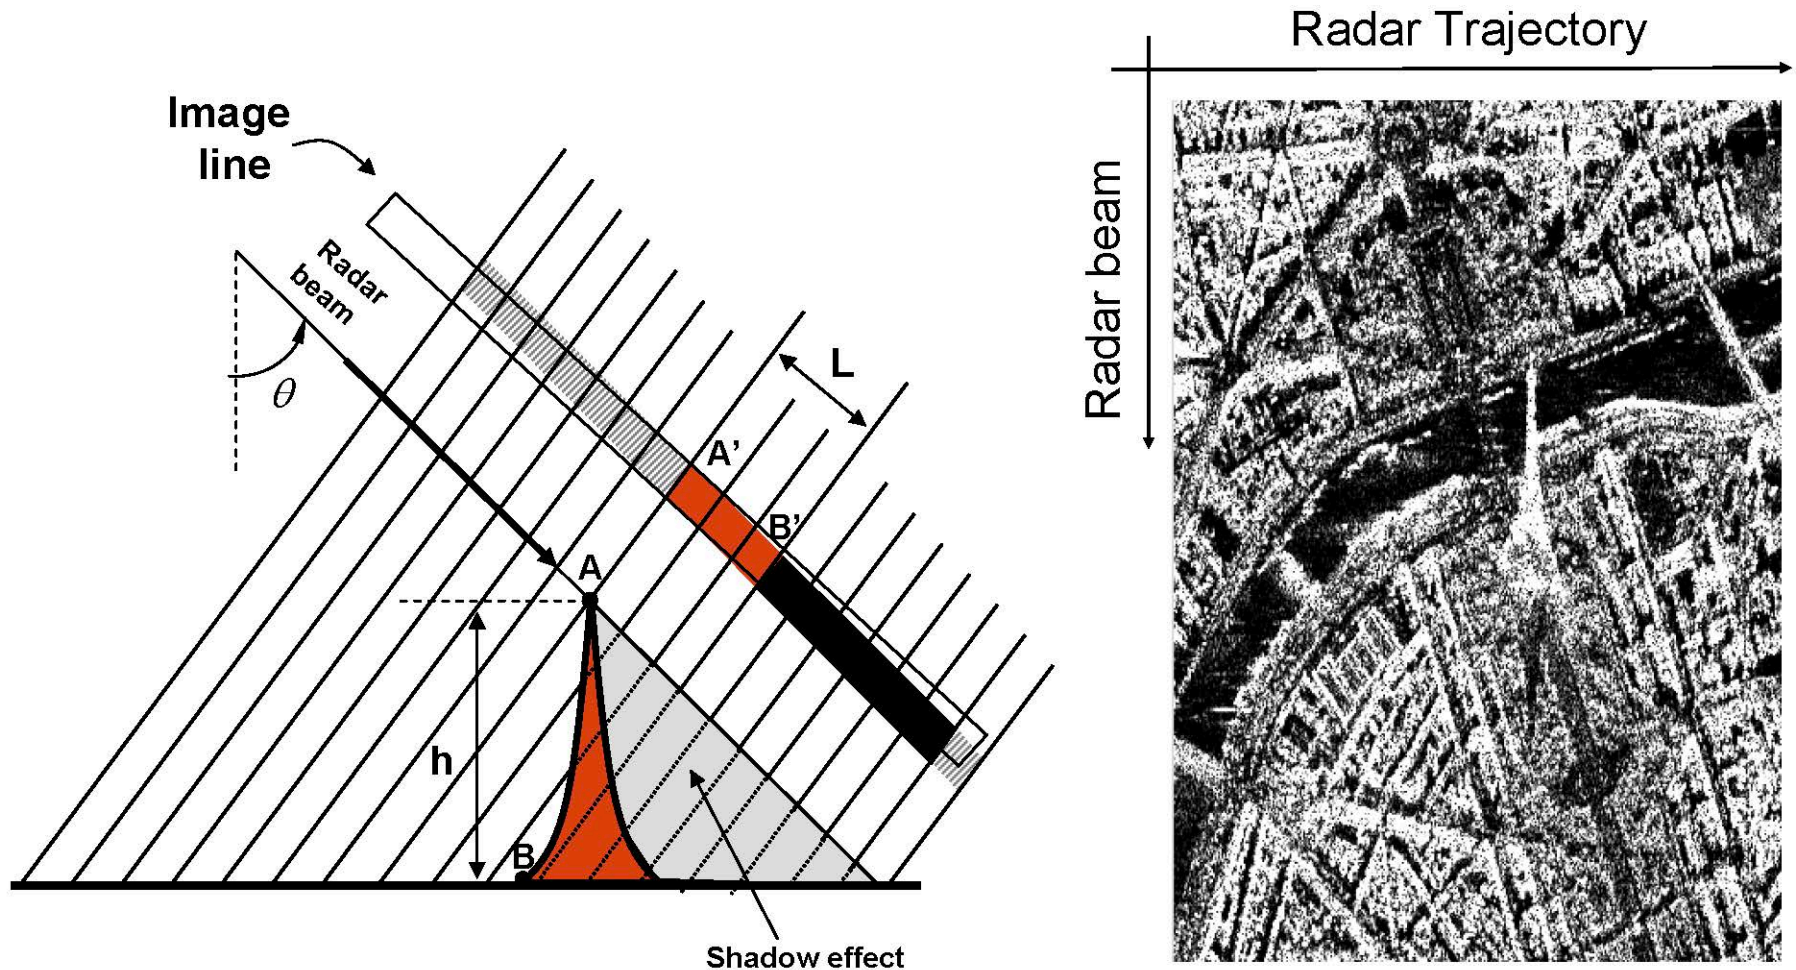 Image
line
Radar
beam
θ
L
A'
B'
A
h
B
Shadow effect
Radar Trajectory
Radar beam